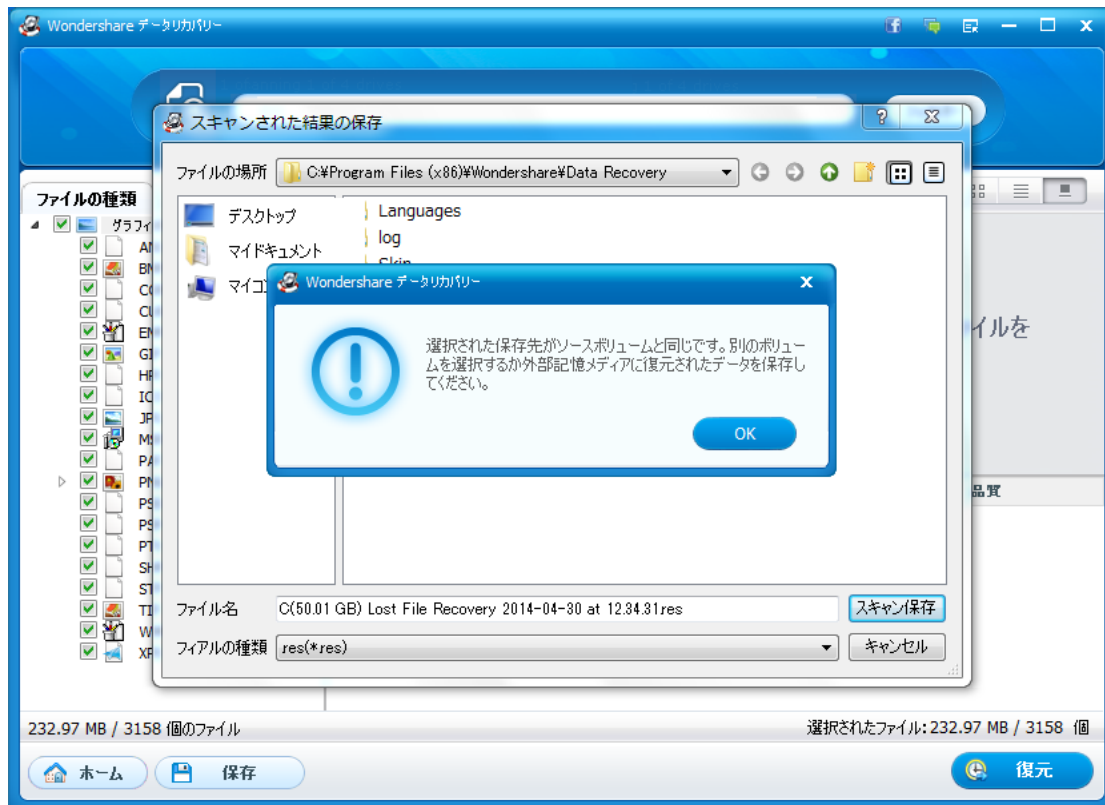 Wondershare データリカバリー
スキャンされた結果の保存
ファイルの場所
C:¥Program Files (x86)¥Wondershare¥Data Recovery
ファイルの種類
デスクトップ
マイドキュメント
Languages
log
Skin
Wondershare データリカバリー
選択された保存先がソースボリュームと同じです。別のボリュー
ムを選択するか外部記憶メディアに復元されたデータを保存し
てください。
OK
イルを
品質
ファイル名
C(50.01 GB) Lost File Recovery 2014-04-30 at 12.34.31.res
スキャン保存
フィアルの種類
res(*res)
キャンセル
232.97 MB / 3158 個のファイル
選択されたファイル: 232.97 MB / 3158 個
ホーム
保存
復元